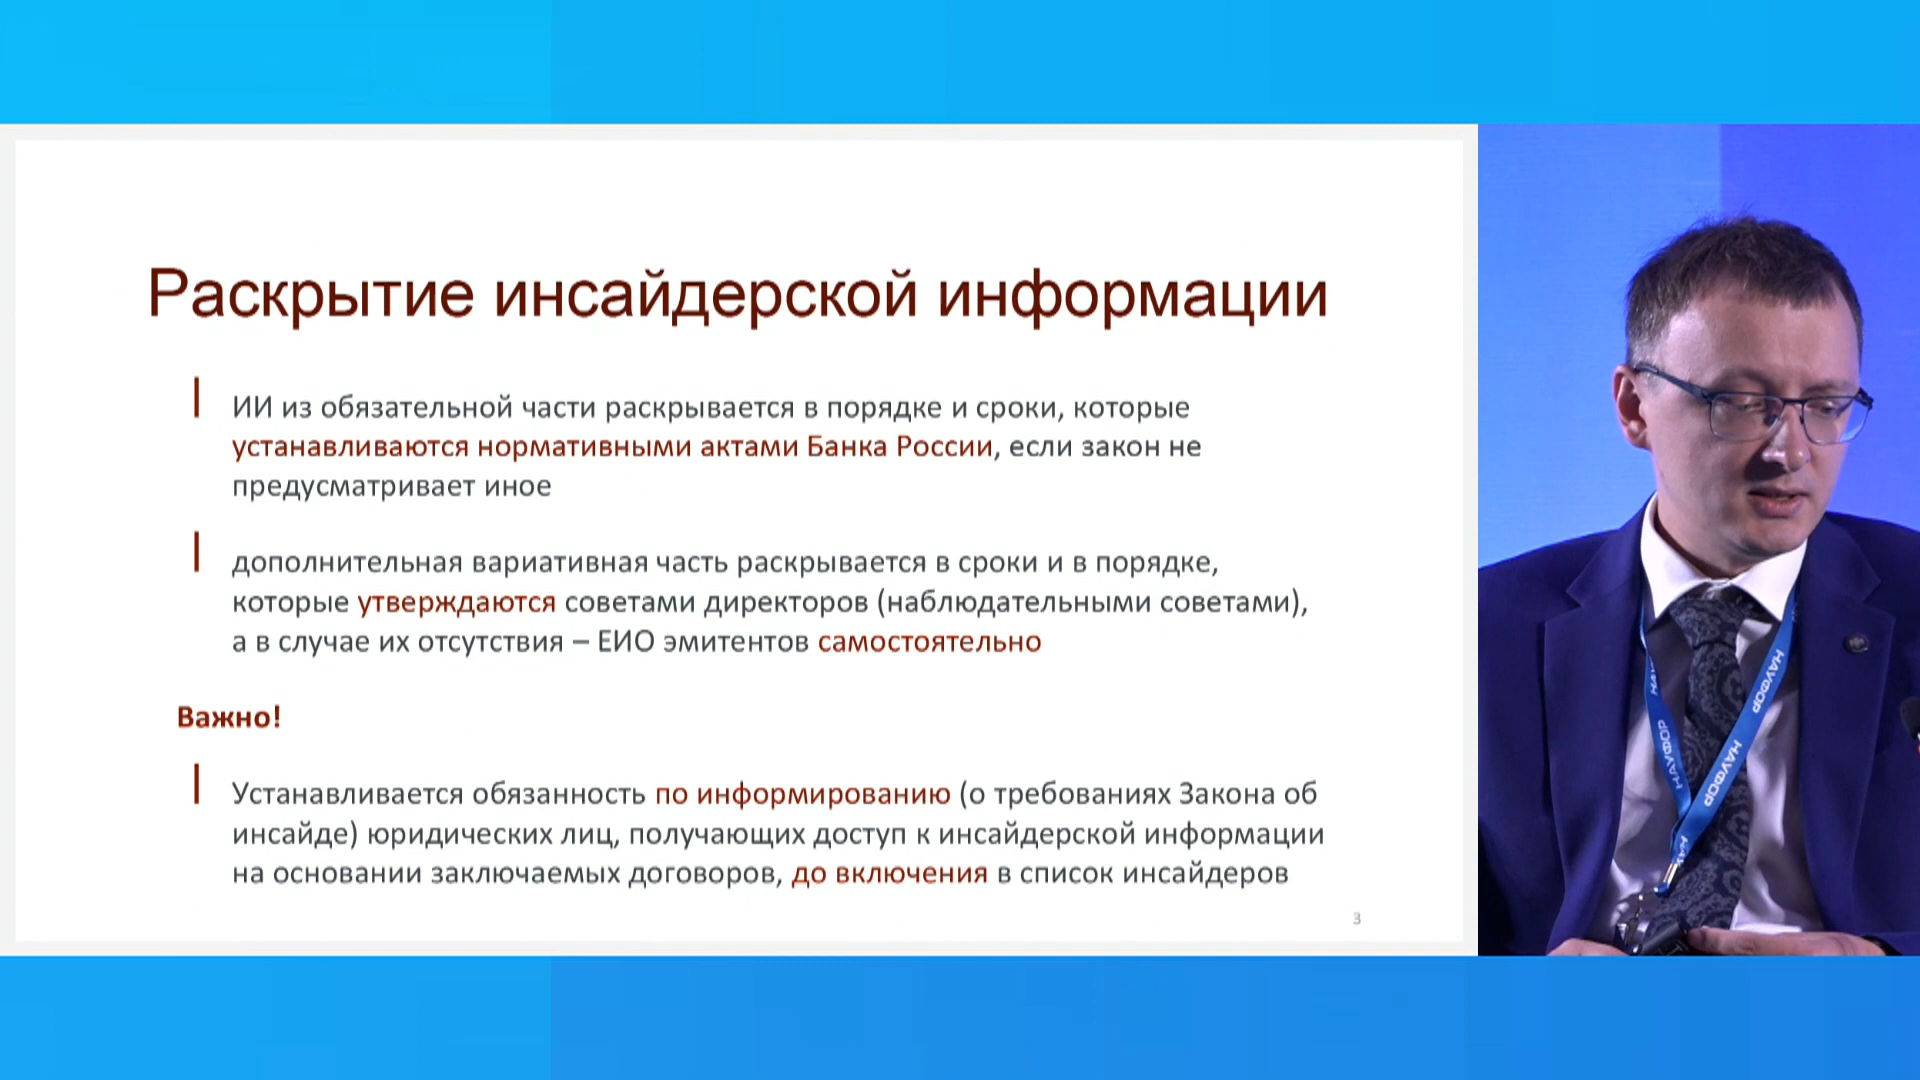 Раскрытие инсайдерской информации
ИИ из обязательной части раскрывается в порядке и сроки, которые
устанавливаются нормативными актами Банка России, если закон не
предусматривает иное
дополнительная вариативная часть раскрывается в сроки и в порядке,
которые утверждаются советами директоров (наблюдательными советами),
а в случае их отсутствия – ЕИО эмитентов самостоятельно
Важно!
Устанавливается обязанность по информированию (о требованиях Закона об
инсайде) юридических лиц, получающих доступ к инсайдерской информации
на основании заключаемых договоров, до включения в список инсайдеров
3
НАУФОР
НАУФОР
НАУФОР